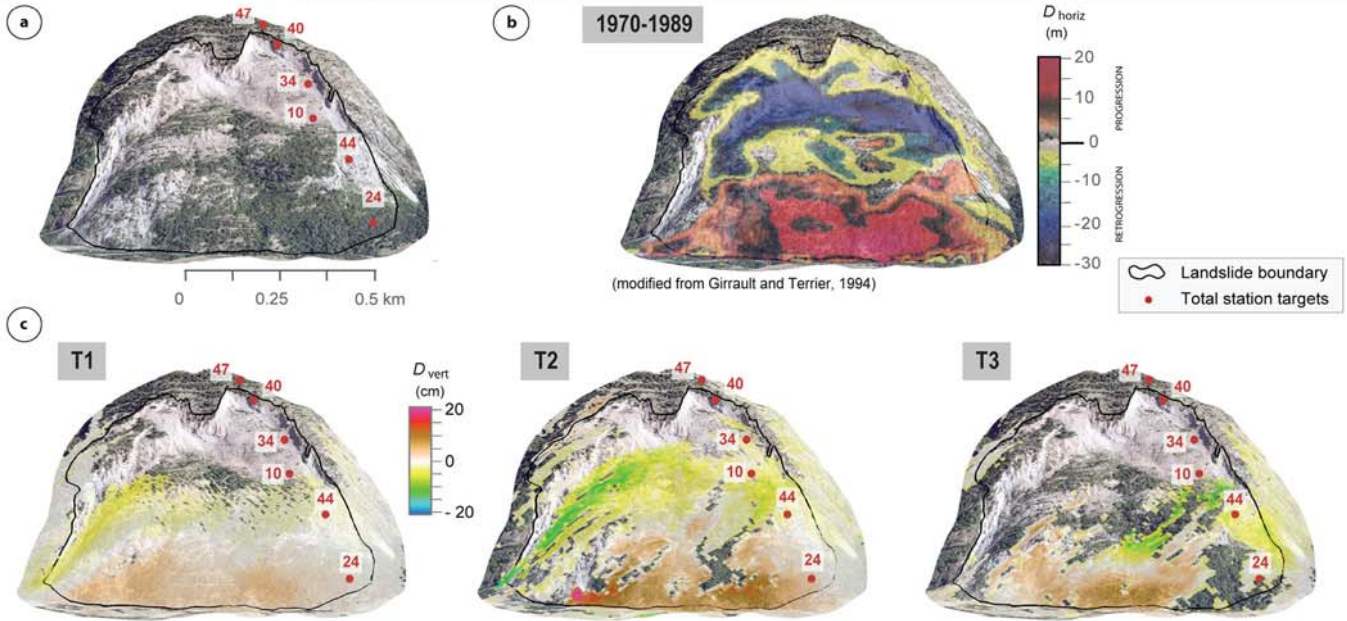 a
47
40
34
10
44
24
0
0.25
0.5 km
b
1970-1989
(modified from Girrault and Terrier, 1994)
D horiz
(m)
20
10
0
-10
-20
-30
PROGRESSION
RETROGRESSION
Landslide boundary
Total station targets
c
T1
47
40
34
10
44
24
D vert
(cm)
20
0
- 20
T2
47
40
34
10
44
24
T3
47
40
34
10
44
24